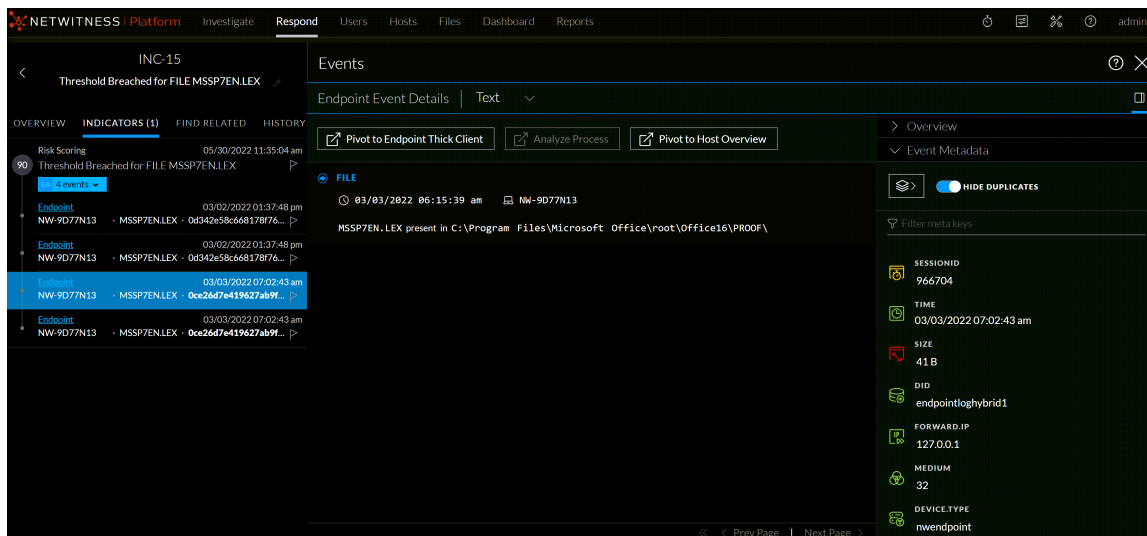 NETWITNESS Platform Investigate Respond Users Hosts Files Dashboard Reports admin
INC-15
Threshold Breached for FILE MSSP7EN.LEX
OVERVIEW INDICATORS (1) FIND RELATED HISTORY
Risk Scoring 05/30/2022 11:35:04 am
90 Threshold Breached for FILE MSSP7EN.LEX
EA 4 events
Endpoint 03/02/2022 01:37:48 pm
NW-9D77N13 · MSSP7EN.LEX · 0d342e58c668178f76...
Endpoint 03/02/2022 01:37:48 pm
NW-9D77N13 · MSSP7EN.LEX · 0d342e58c668178f76...
Endpoint 03/03/2022 07:02:43 am
NW-9D77N13 · MSSP7EN.LEX · 0ce26d7e419627ab9f...
Endpoint 03/03/2022 07:02:43 am
NW-9D77N13 · MSSP7EN.LEX · 0ce26d7e419627ab9f...
Events
Endpoint Event Details | Text
Pivot to Endpoint Thick Client Analyze Process Pivot to Host Overview
FILE
03/03/2022 06:15:39 am NW-9D77N13
MSSP7EN.LEX present in C:\Program Files\Microsoft Office\root\Office16\PROOF\
<< < Prev Page | Next Page >
Overview
Event Metadata
HIDE DUPLICATES
Filter meta keys
SESSIONID
966704
TIME
03/03/2022 07:02:43 am
SIZE
41 B
DID
endpointloghybrid1
FORWARD.IP
127.0.0.1
MEDIUM
32
DEVICE.TYPE
nwendpoint